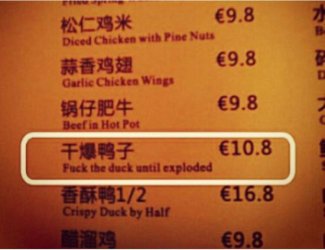 Fried Spring
松仁鸡米 €9.8
Diced Chicken with Pine Nuts
蒜香鸡翅 €9.8
Garlic Chicken Wings
锅仔肥牛 €9.8
Beef in Hot Pot
干爆鸭子 €10.8
Fuck the duck until exploded
香酥鸭1/2 €16.8
Crispy Duck by Half
醋溜鸡 €9.8